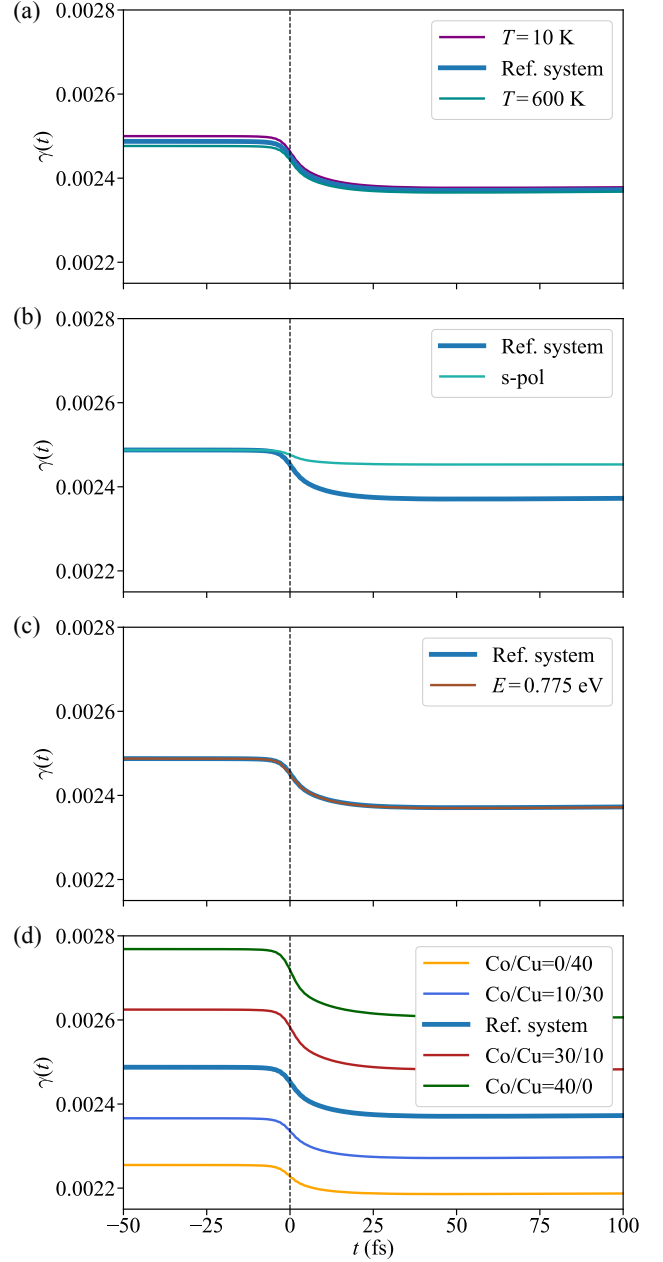 (a)
0.0028
0.0026
0.0024
0.0022
γ(t)
T=10 K
Ref. system
T=600 K
(b)
0.0028
0.0026
0.0024
0.0022
γ(t)
Ref. system
s-pol
(c)
0.0028
0.0026
0.0024
0.0022
γ(t)
Ref. system
E=0.775 eV
(d)
0.0028
0.0026
0.0024
0.0022
γ(t)
Co/Cu=0/40
Co/Cu=10/30
Ref. system
Co/Cu=30/10
Co/Cu=40/0
−50 −25 0 25 50 75 100
t (fs)